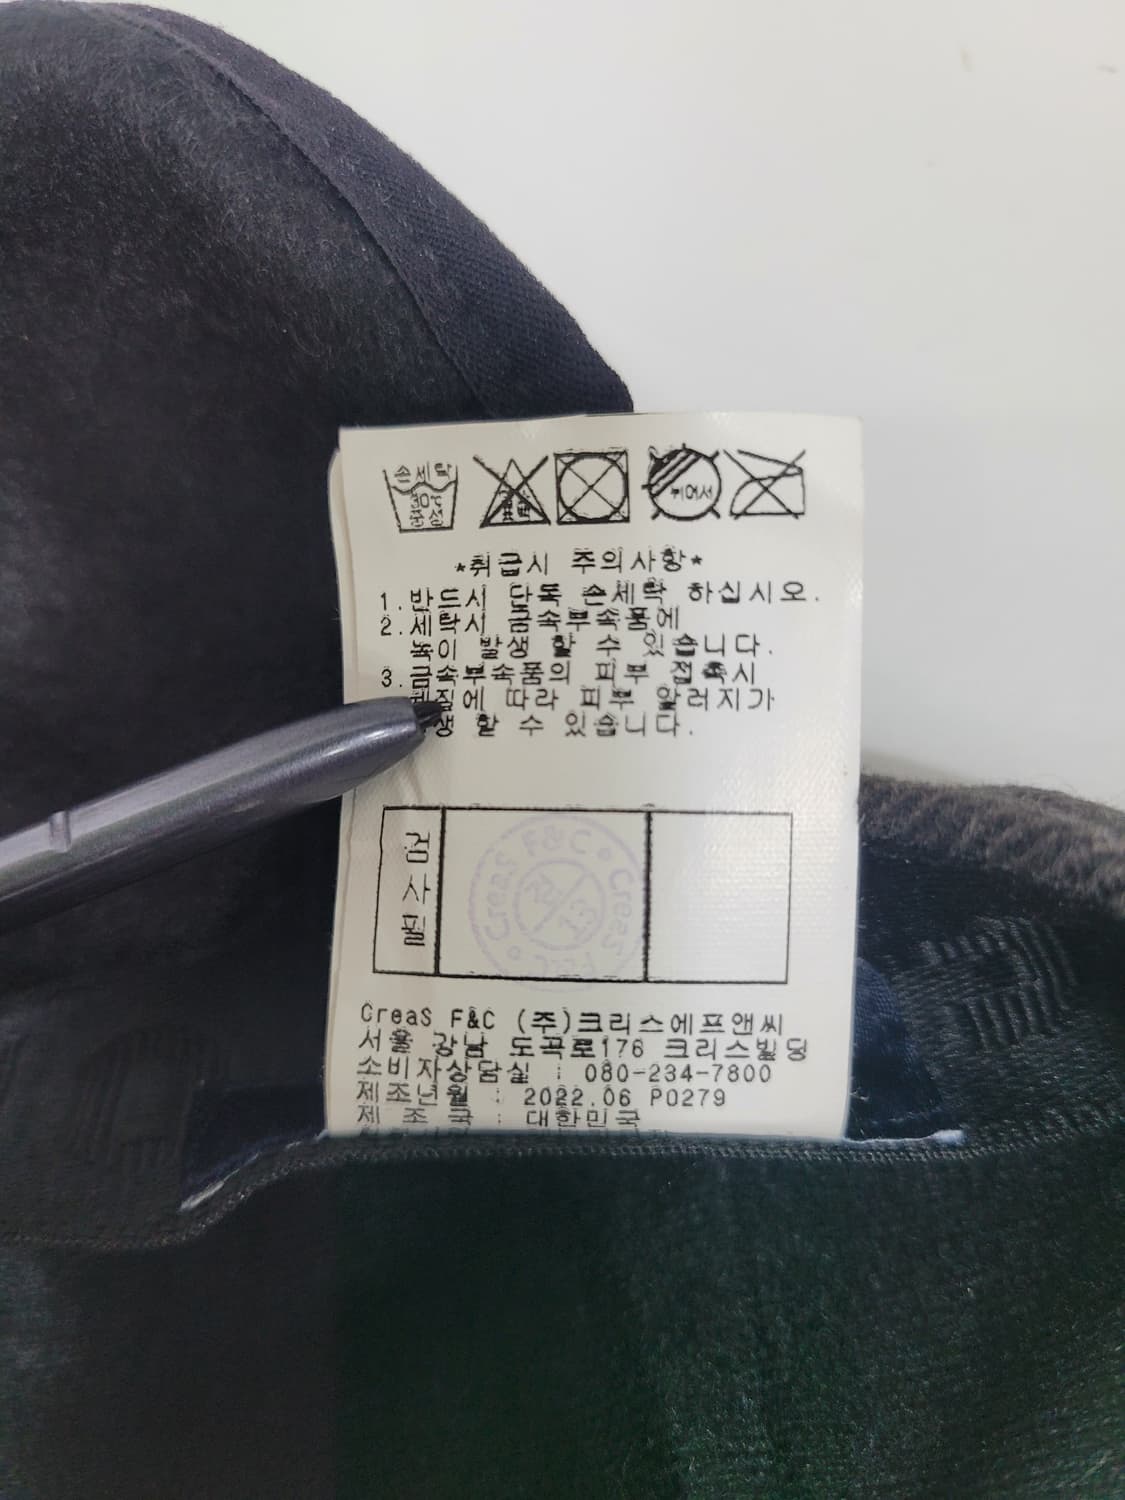 손세탁
30℃
중성
뉘어서
*취급시 주의사항*
1.반드시 단독 손세탁 하십시오.
2.세탁시 금속부속품에
녹이 발생 할 수 있습니다.
3.금속부속품의 피부 접촉시
체질에 따라 피부 알러지가
생 할 수 있습니다.
검사필
CreaS F&C • CreaS F&C •
CreaS F&C (주)크리스에프앤씨
서울 강남 도곡로176 크리스빌딩
소비자상담실 : 080-234-7800
제조년월 : 2022.06 P0279
제 조 국 : 대한민국